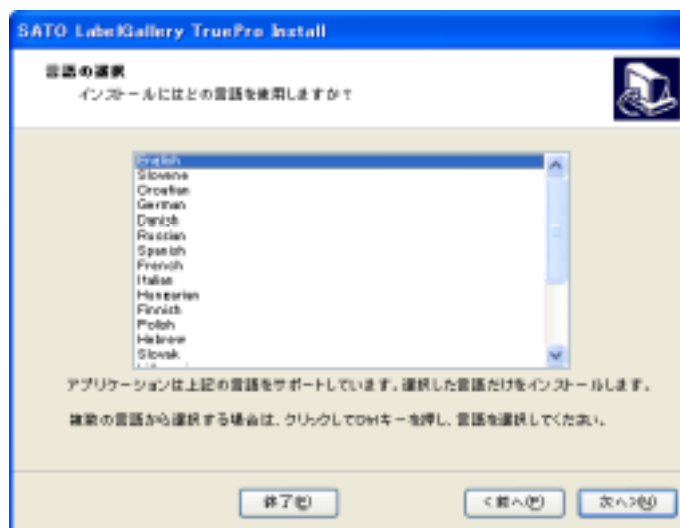 SATO LabelGallery TruePro Install
言語の選択
インストールにはどの言語を使用しますか?
English
Slovene
Croatian
German
Danish
Russian
Spanish
French
Italian
Hungarian
Finnish
Polish
Hebrew
Slovak
アプリケーションは上記の言語をサポートしています。選択した言語だけをインストールします。
複数の言語から選択する場合は、クリックしてCtrlキーを押し、言語を選択してください。
終了(E)
<前へ(P)
次へ>(N)